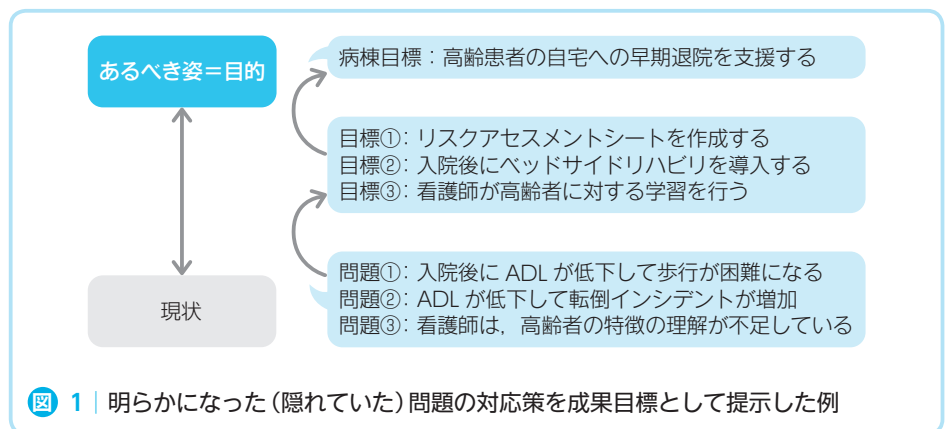 あるべき姿＝目的
病棟目標：高齢患者の自宅への早期退院を支援する
目標①：リスクアセスメントシートを作成する
目標②：入院後にベッドサイドリハビリを導入する
目標③：看護師が高齢者に対する学習を行う
現状
問題①：入院後に ADL が低下して歩行が困難になる
問題②：ADL が低下して転倒インシデントが増加
問題③：看護師は，高齢者の特徴の理解が不足している
図 1｜明らかになった（隠れていた）問題の対応策を成果目標として提示した例